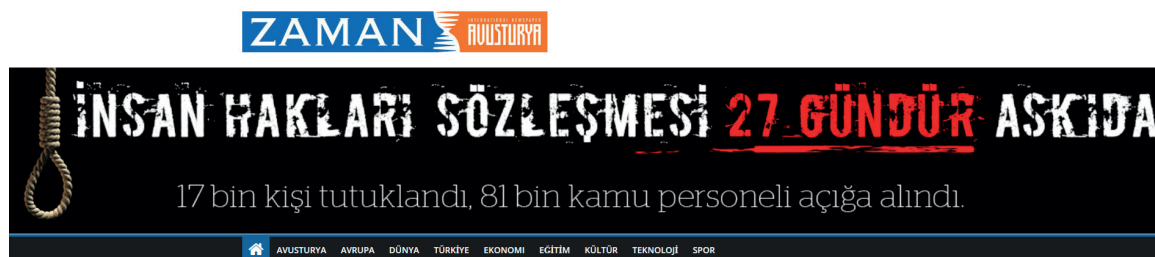 ZAMAN INTERNATIONAL NEWSPAPER AVUSTURYA
İNSAN HAKLARI SÖZLEŞMESİ 27 GÜNDÜR ASKIDA
17 bin kişi tutuklandı, 81 bin kamu personeli açığa alındı.
AVUSTURYA AVRUPA DÜNYA TÜRKİYE EKONOMI EĞİTİM KÜLTÜR TEKNOLOJİ SPOR